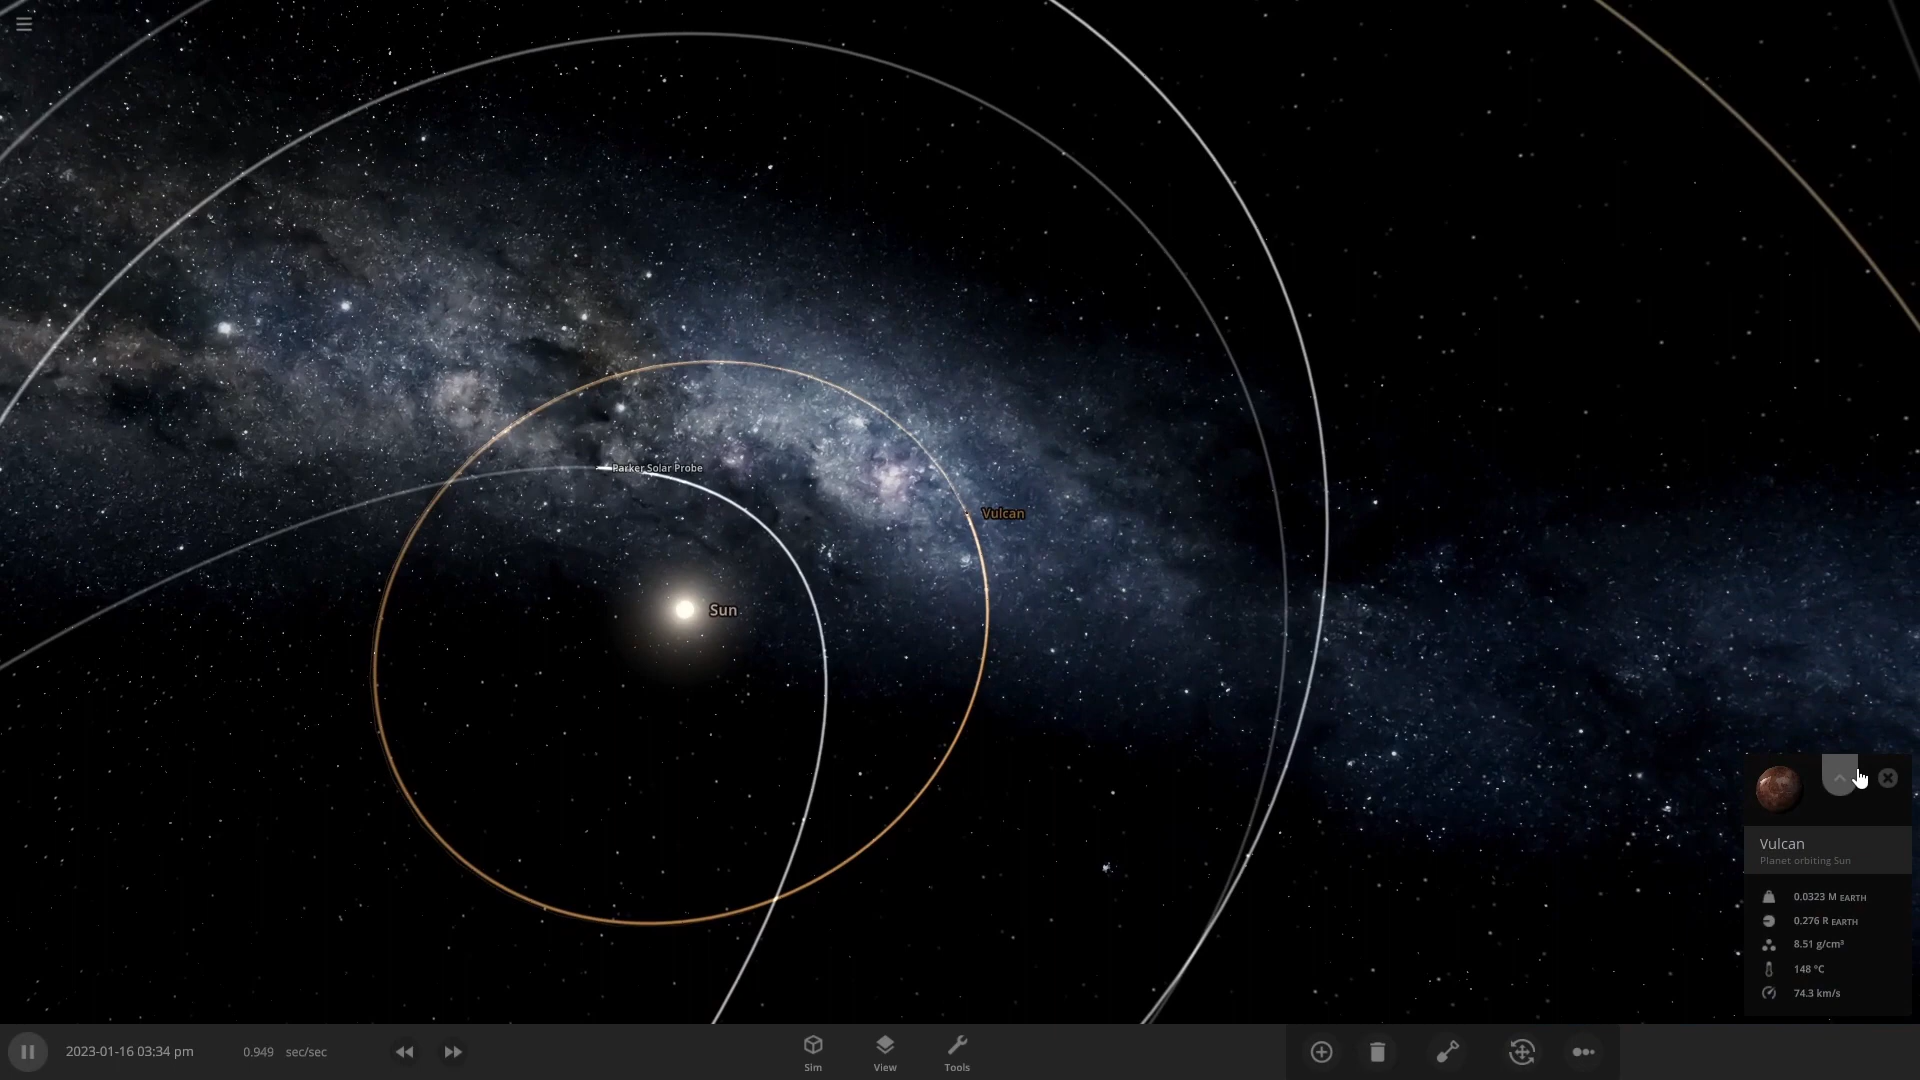 Parker Solar Probe
Vulcan
Sun
Vulcan
Planet orbiting Sun
0.0323 M EARTH
0.276 R EARTH
8.51 g/cm³
148 °C
74.3 km/s
2023-01-16 03:34 pm
0.949 sec/sec
Sim
View
Tools